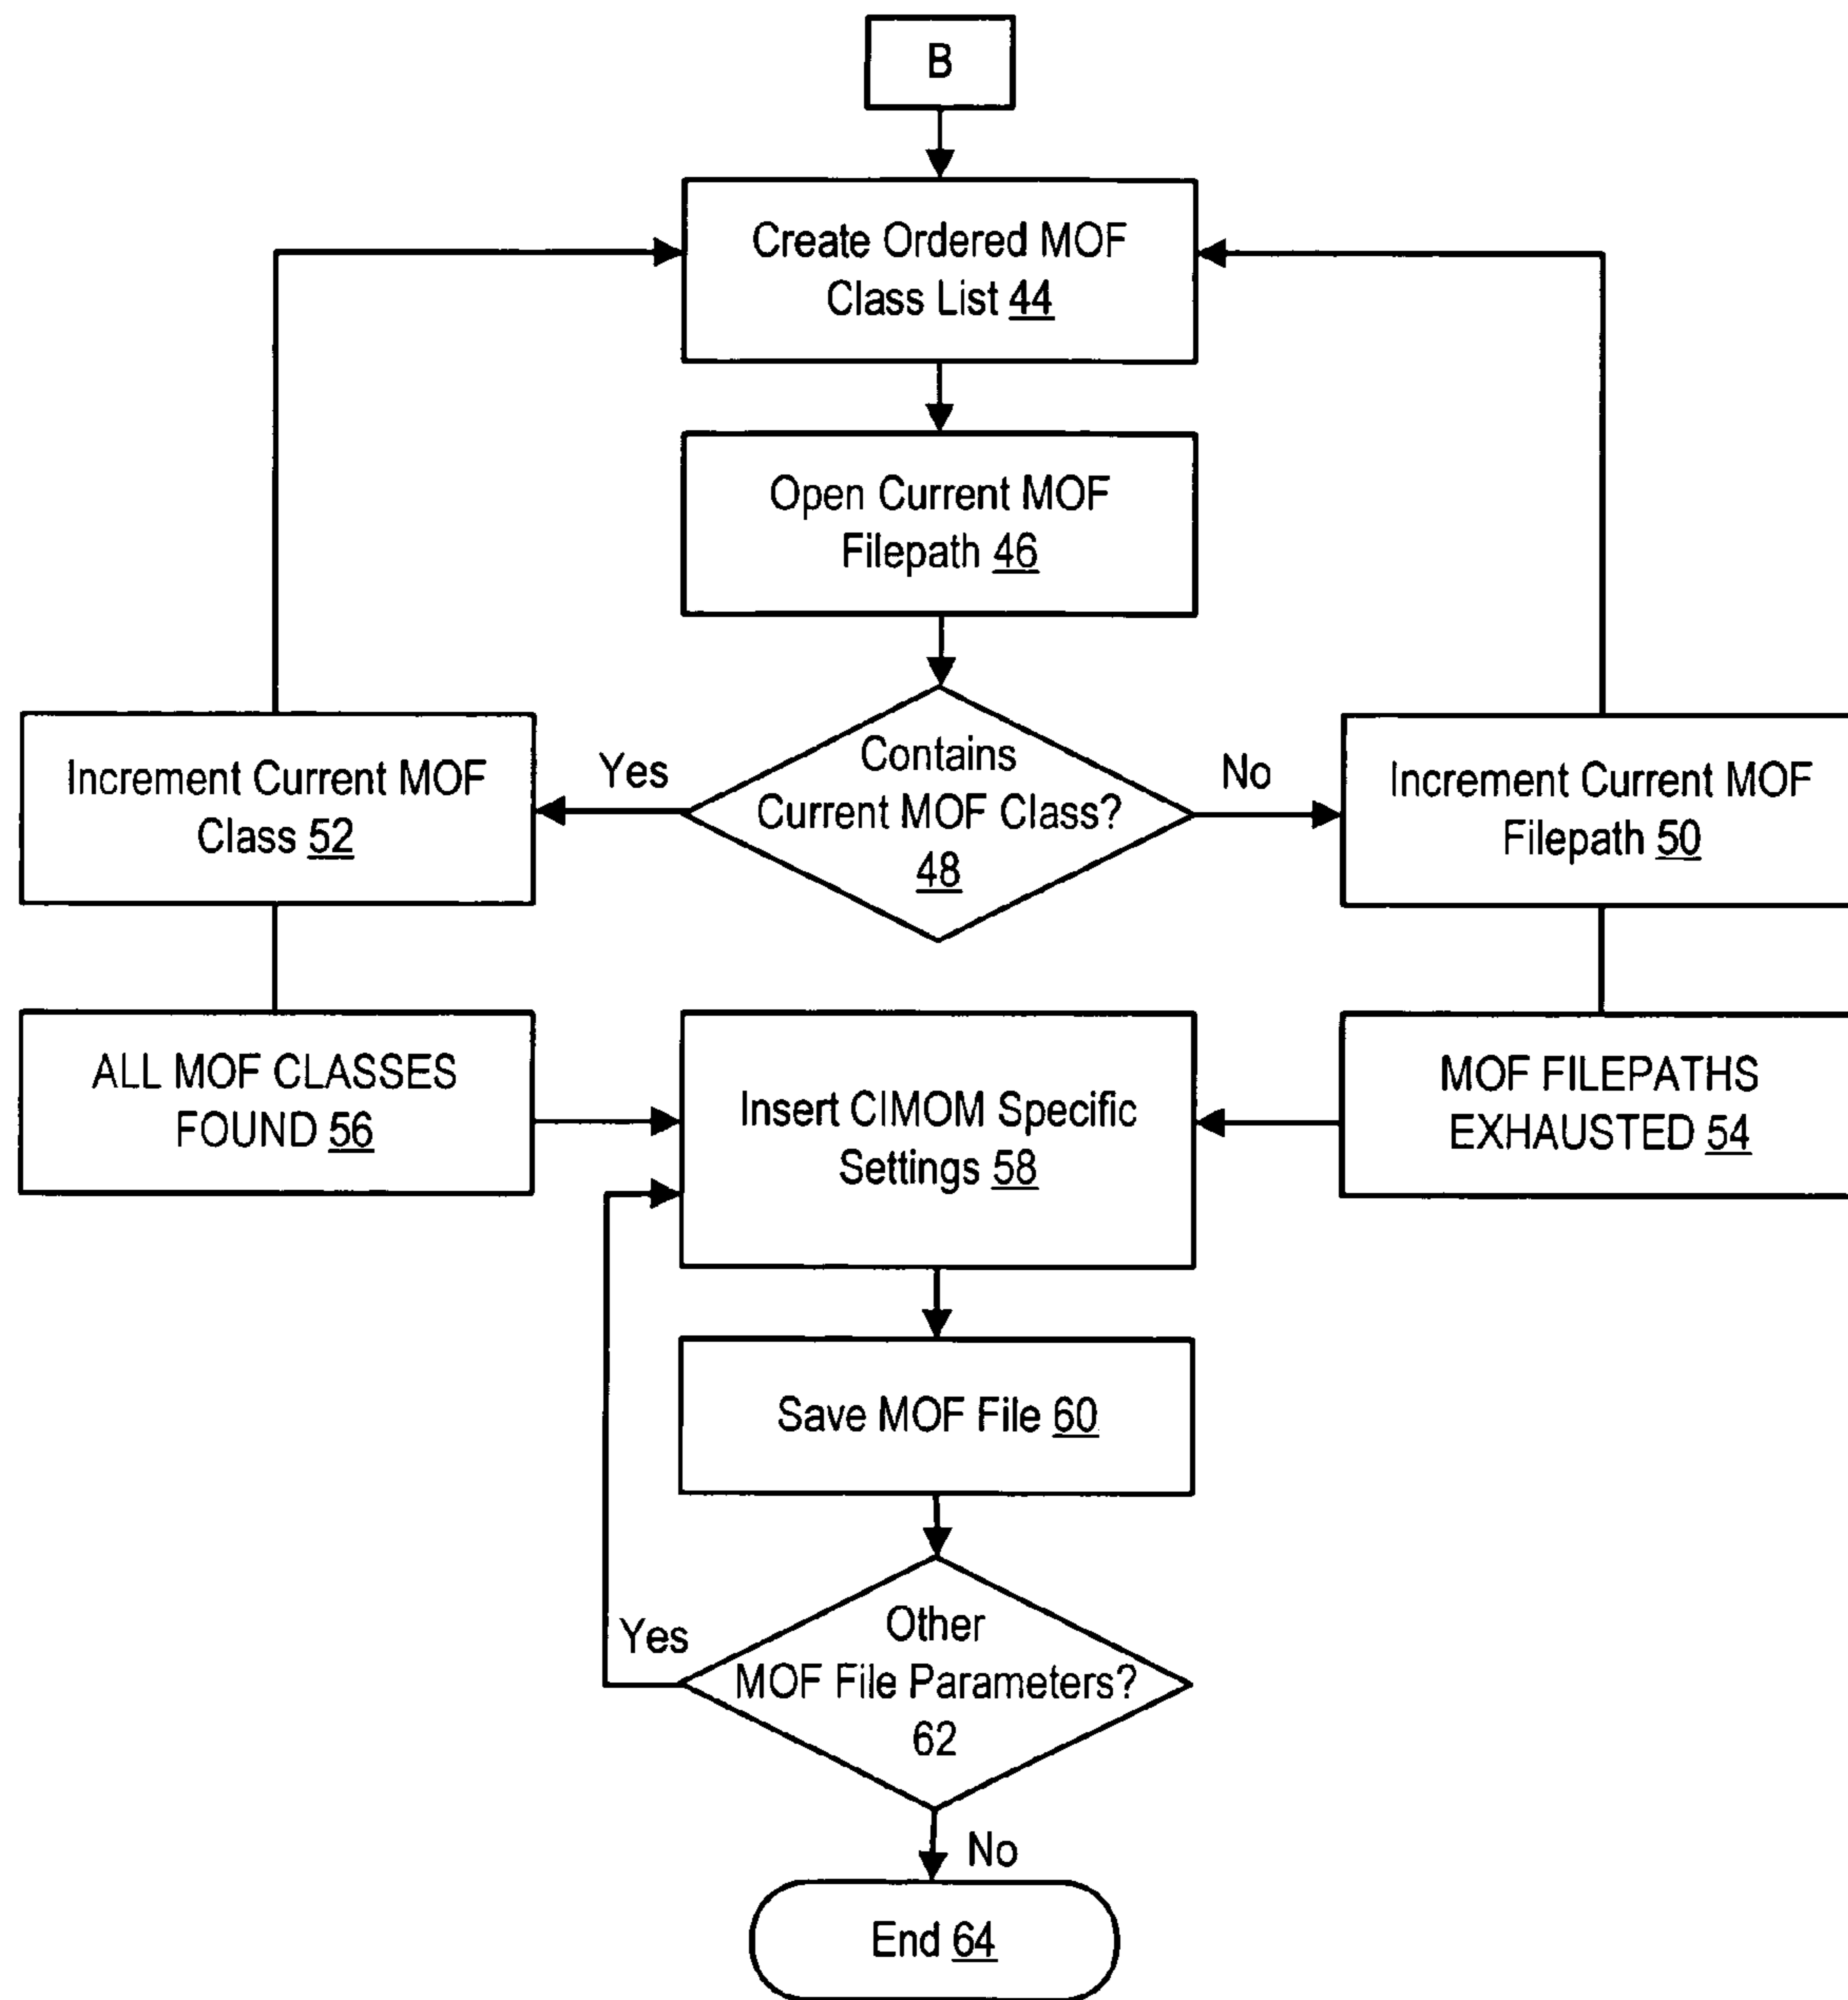 B
Create Ordered MOF
Class List 44
Open Current MOF
Filepath 46
Contains
Current MOF Class?
48
Yes
No
Increment Current MOF
Class 52
Increment Current MOF
Filepath 50
ALL MOF CLASSES
FOUND 56
Insert CIMOM Specific
Settings 58
MOF FILEPATHS
EXHAUSTED 54
Save MOF File 60
Other
MOF File Parameters?
62
Yes
No
End 64